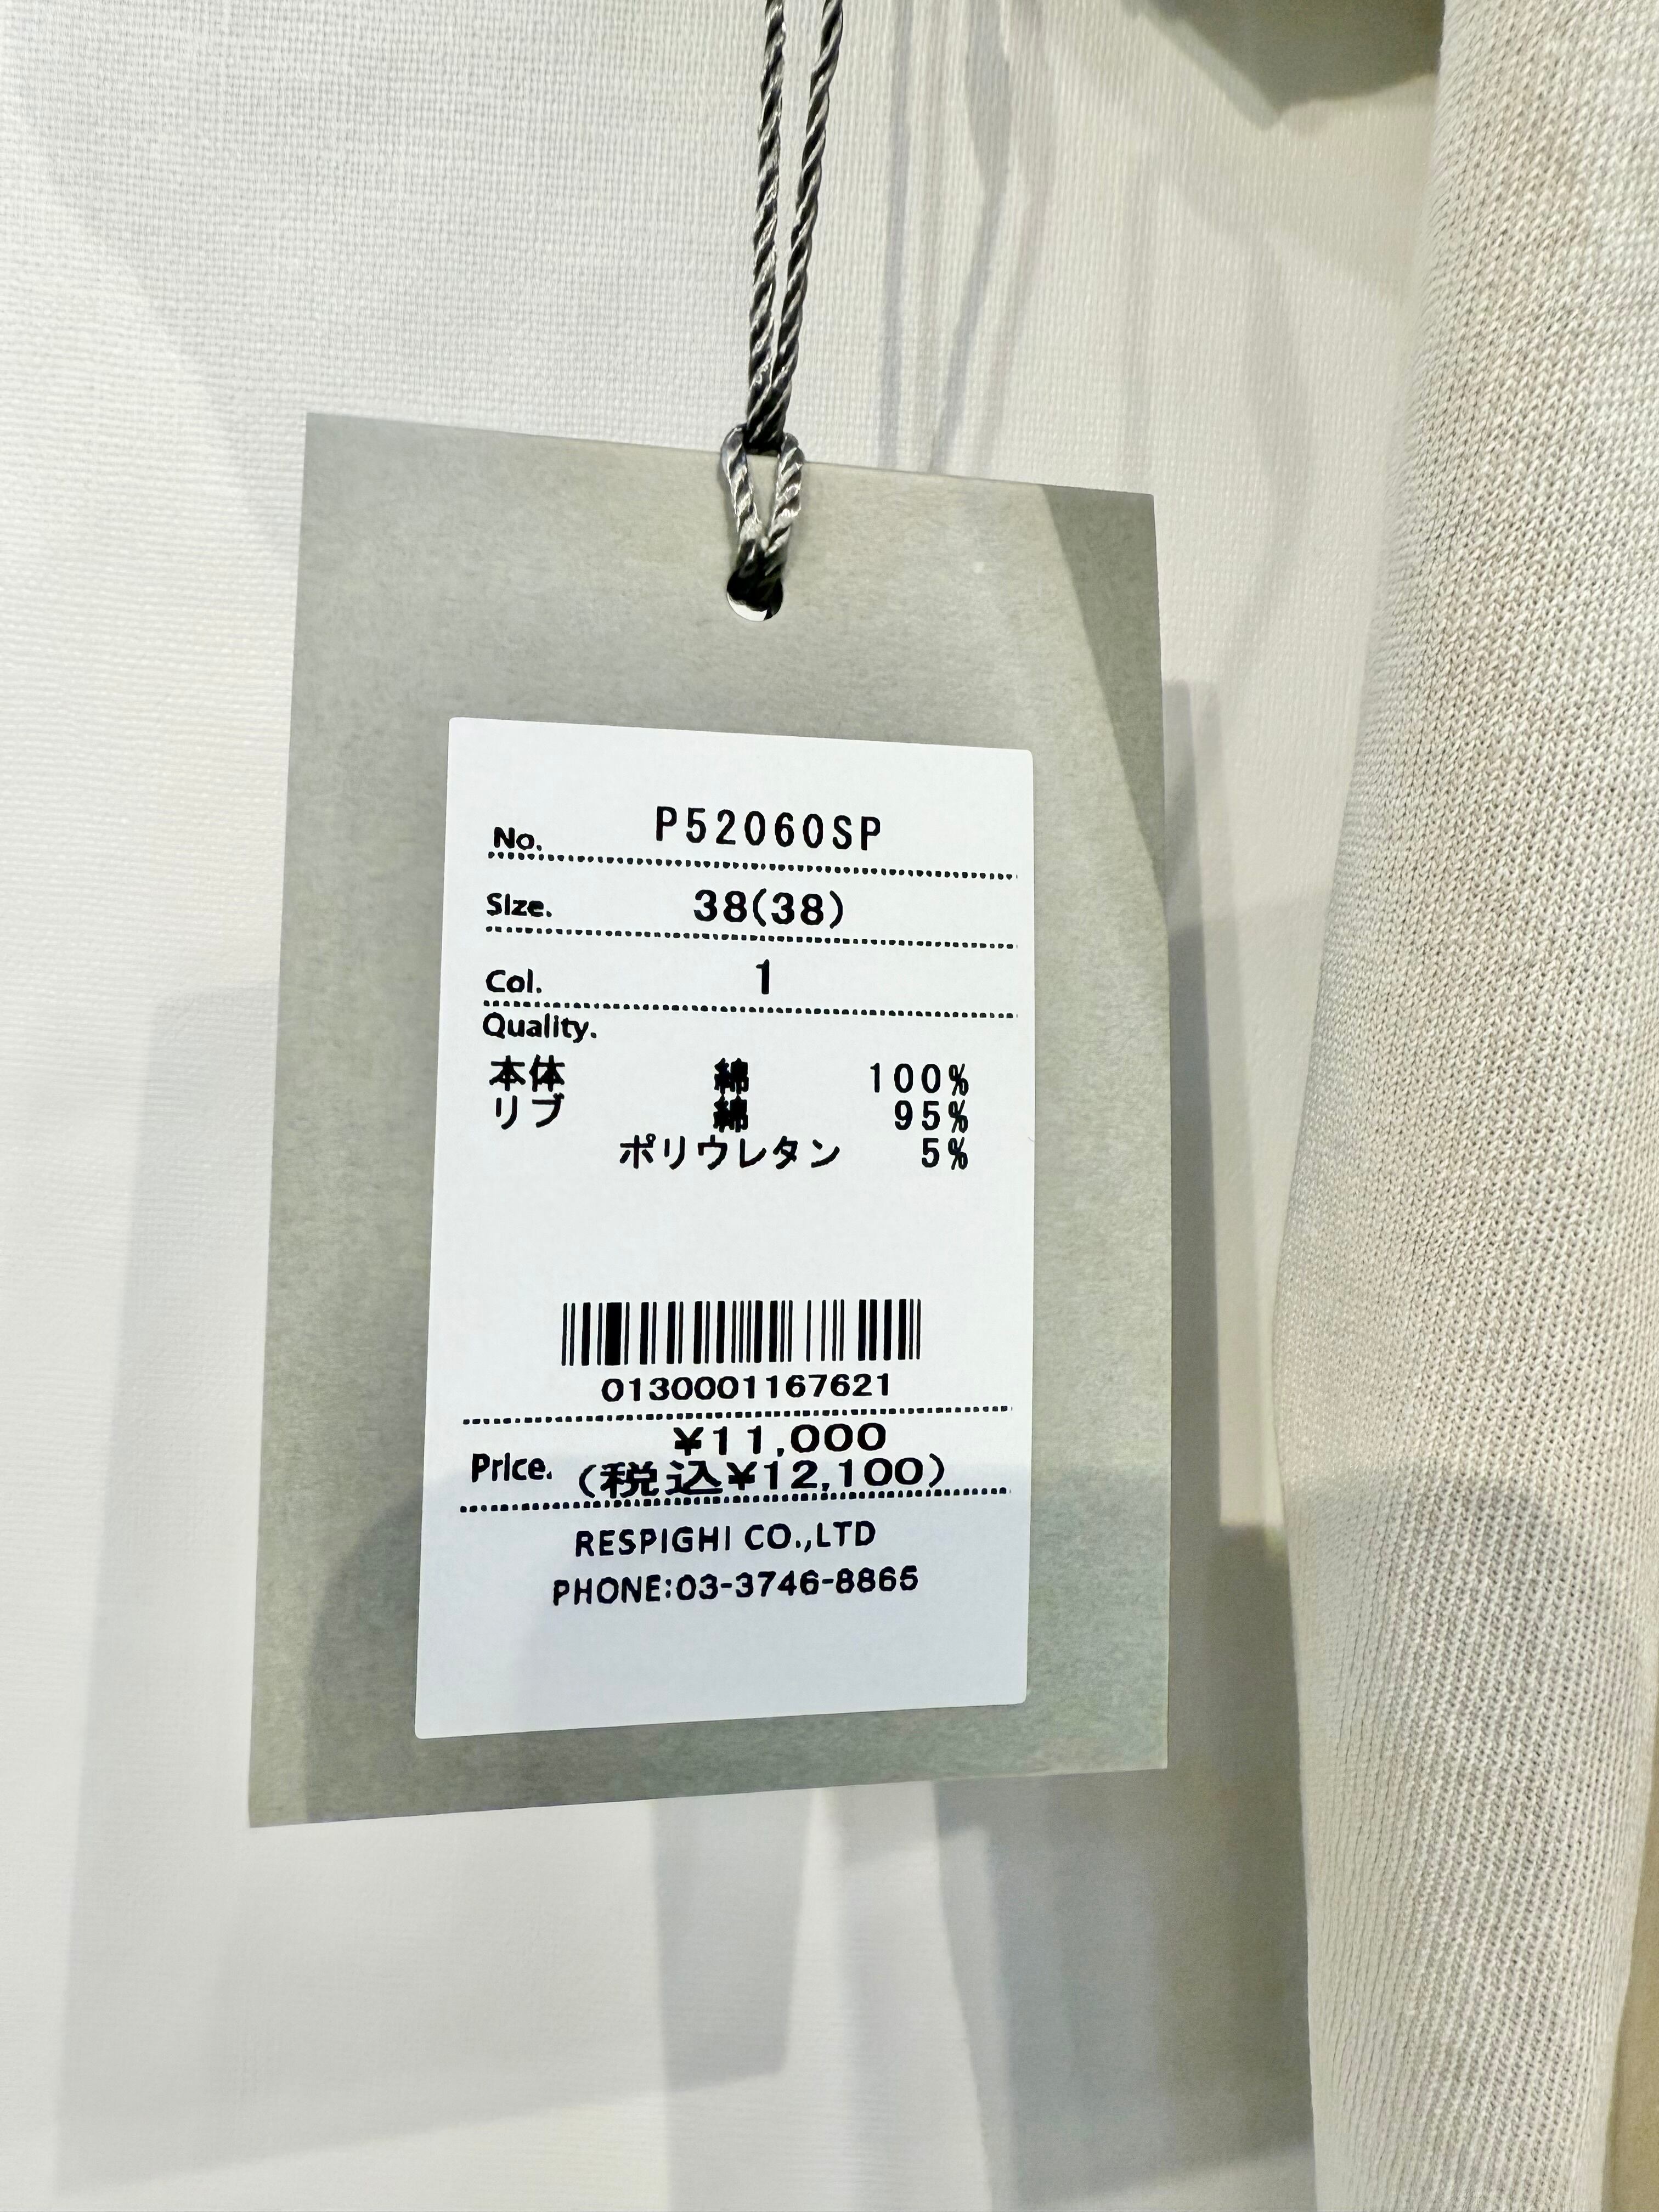 No. P52060SP
Size. 38(38)
Col. 1
Quality.
本体 綿 100%
リブ 綿 95%
ポリウレタン 5%
0130001167621
¥11,000
Price. (税込¥12,100)
RESPIGHI CO.,LTD
PHONE:03-3746-8865